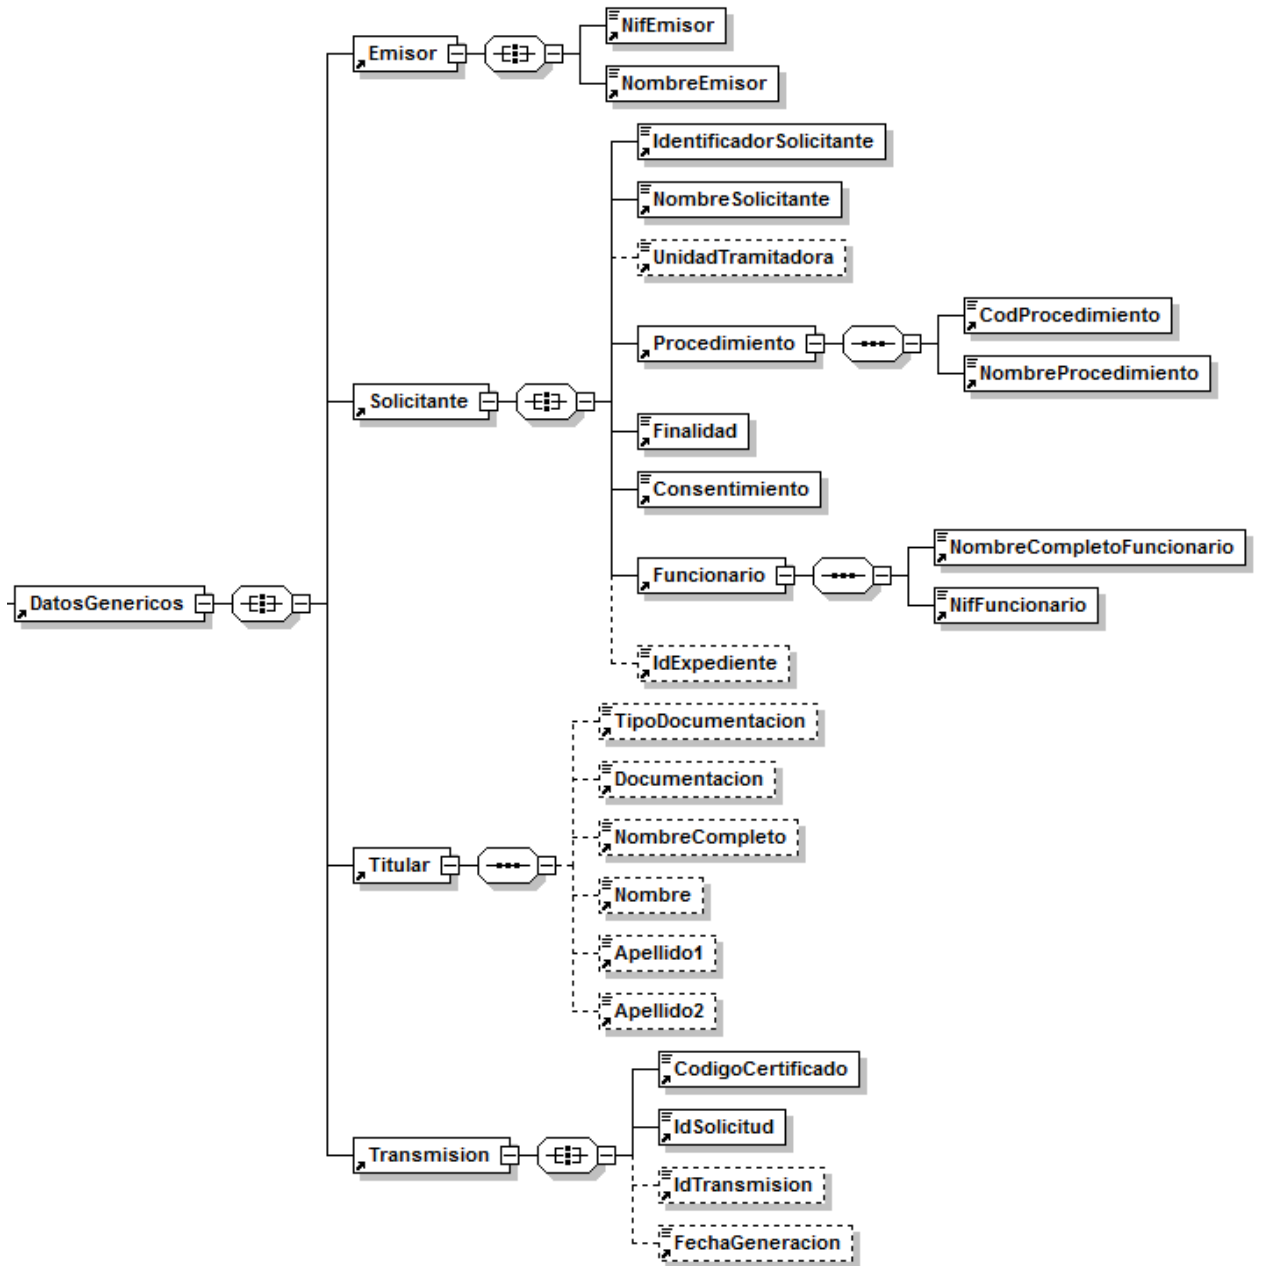 NifEmisor
Emisor
NombreEmisor
IdentificadorSolicitante
NombreSolicitante
UnidadTramitadora
CodProcedimiento
Procedimiento
NombreProcedimiento
Solicitante
Finalidad
Consentimiento
NombreCompletoFuncionario
Funcionario
DatosGenericos
NifFuncionario
IdExpediente
TipoDocumentacion
Documentacion
NombreCompleto
Titular
Nombre
Apellido1
Apellido2
CodigoCertificado
IdSolicitud
Transmision
IdTransmision
FechaGeneracion